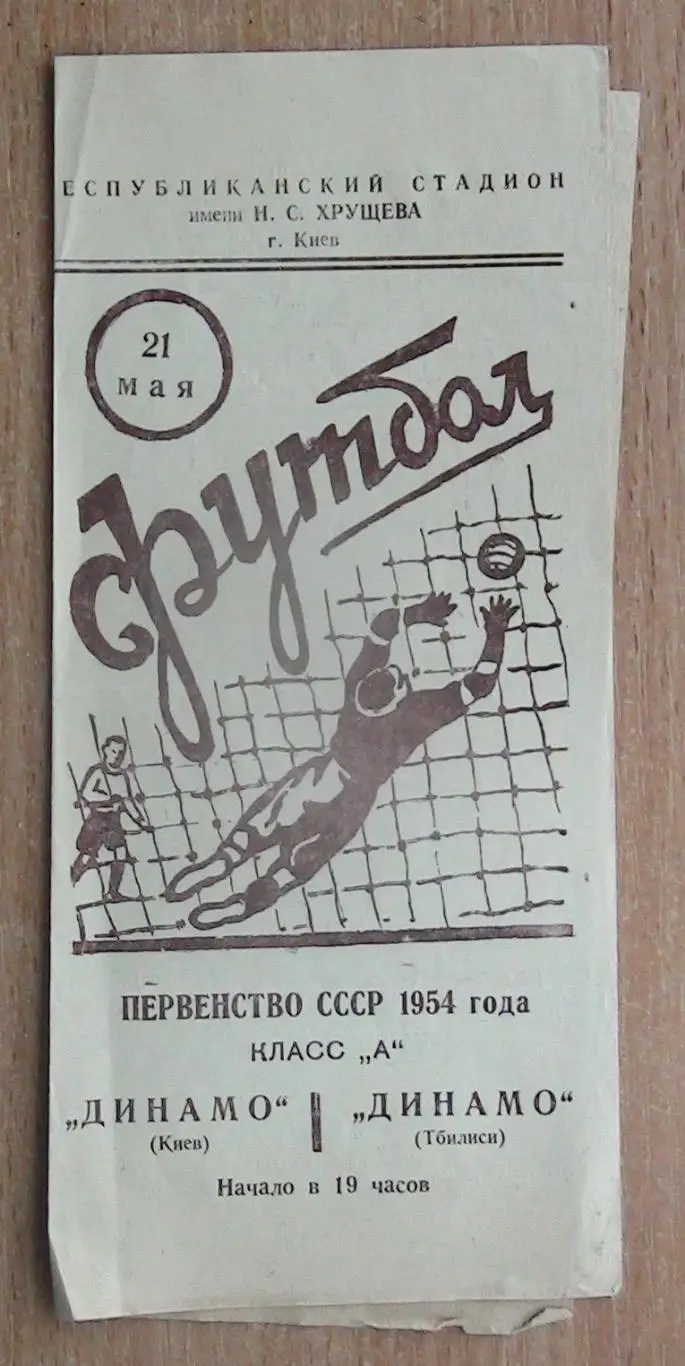 ЕСПУБЛИКАНСКИЙ СТАДИОН
имени Н. С. ХРУЩЕВА
г. Киев
21
мая
Футбол
ПЕРВЕНСТВО СССР 1954 года
КЛАСС „А“
„ДИНАМО“ || „ДИНАМО“
(Киев) (Тбилиси)
Начало в 19 часов